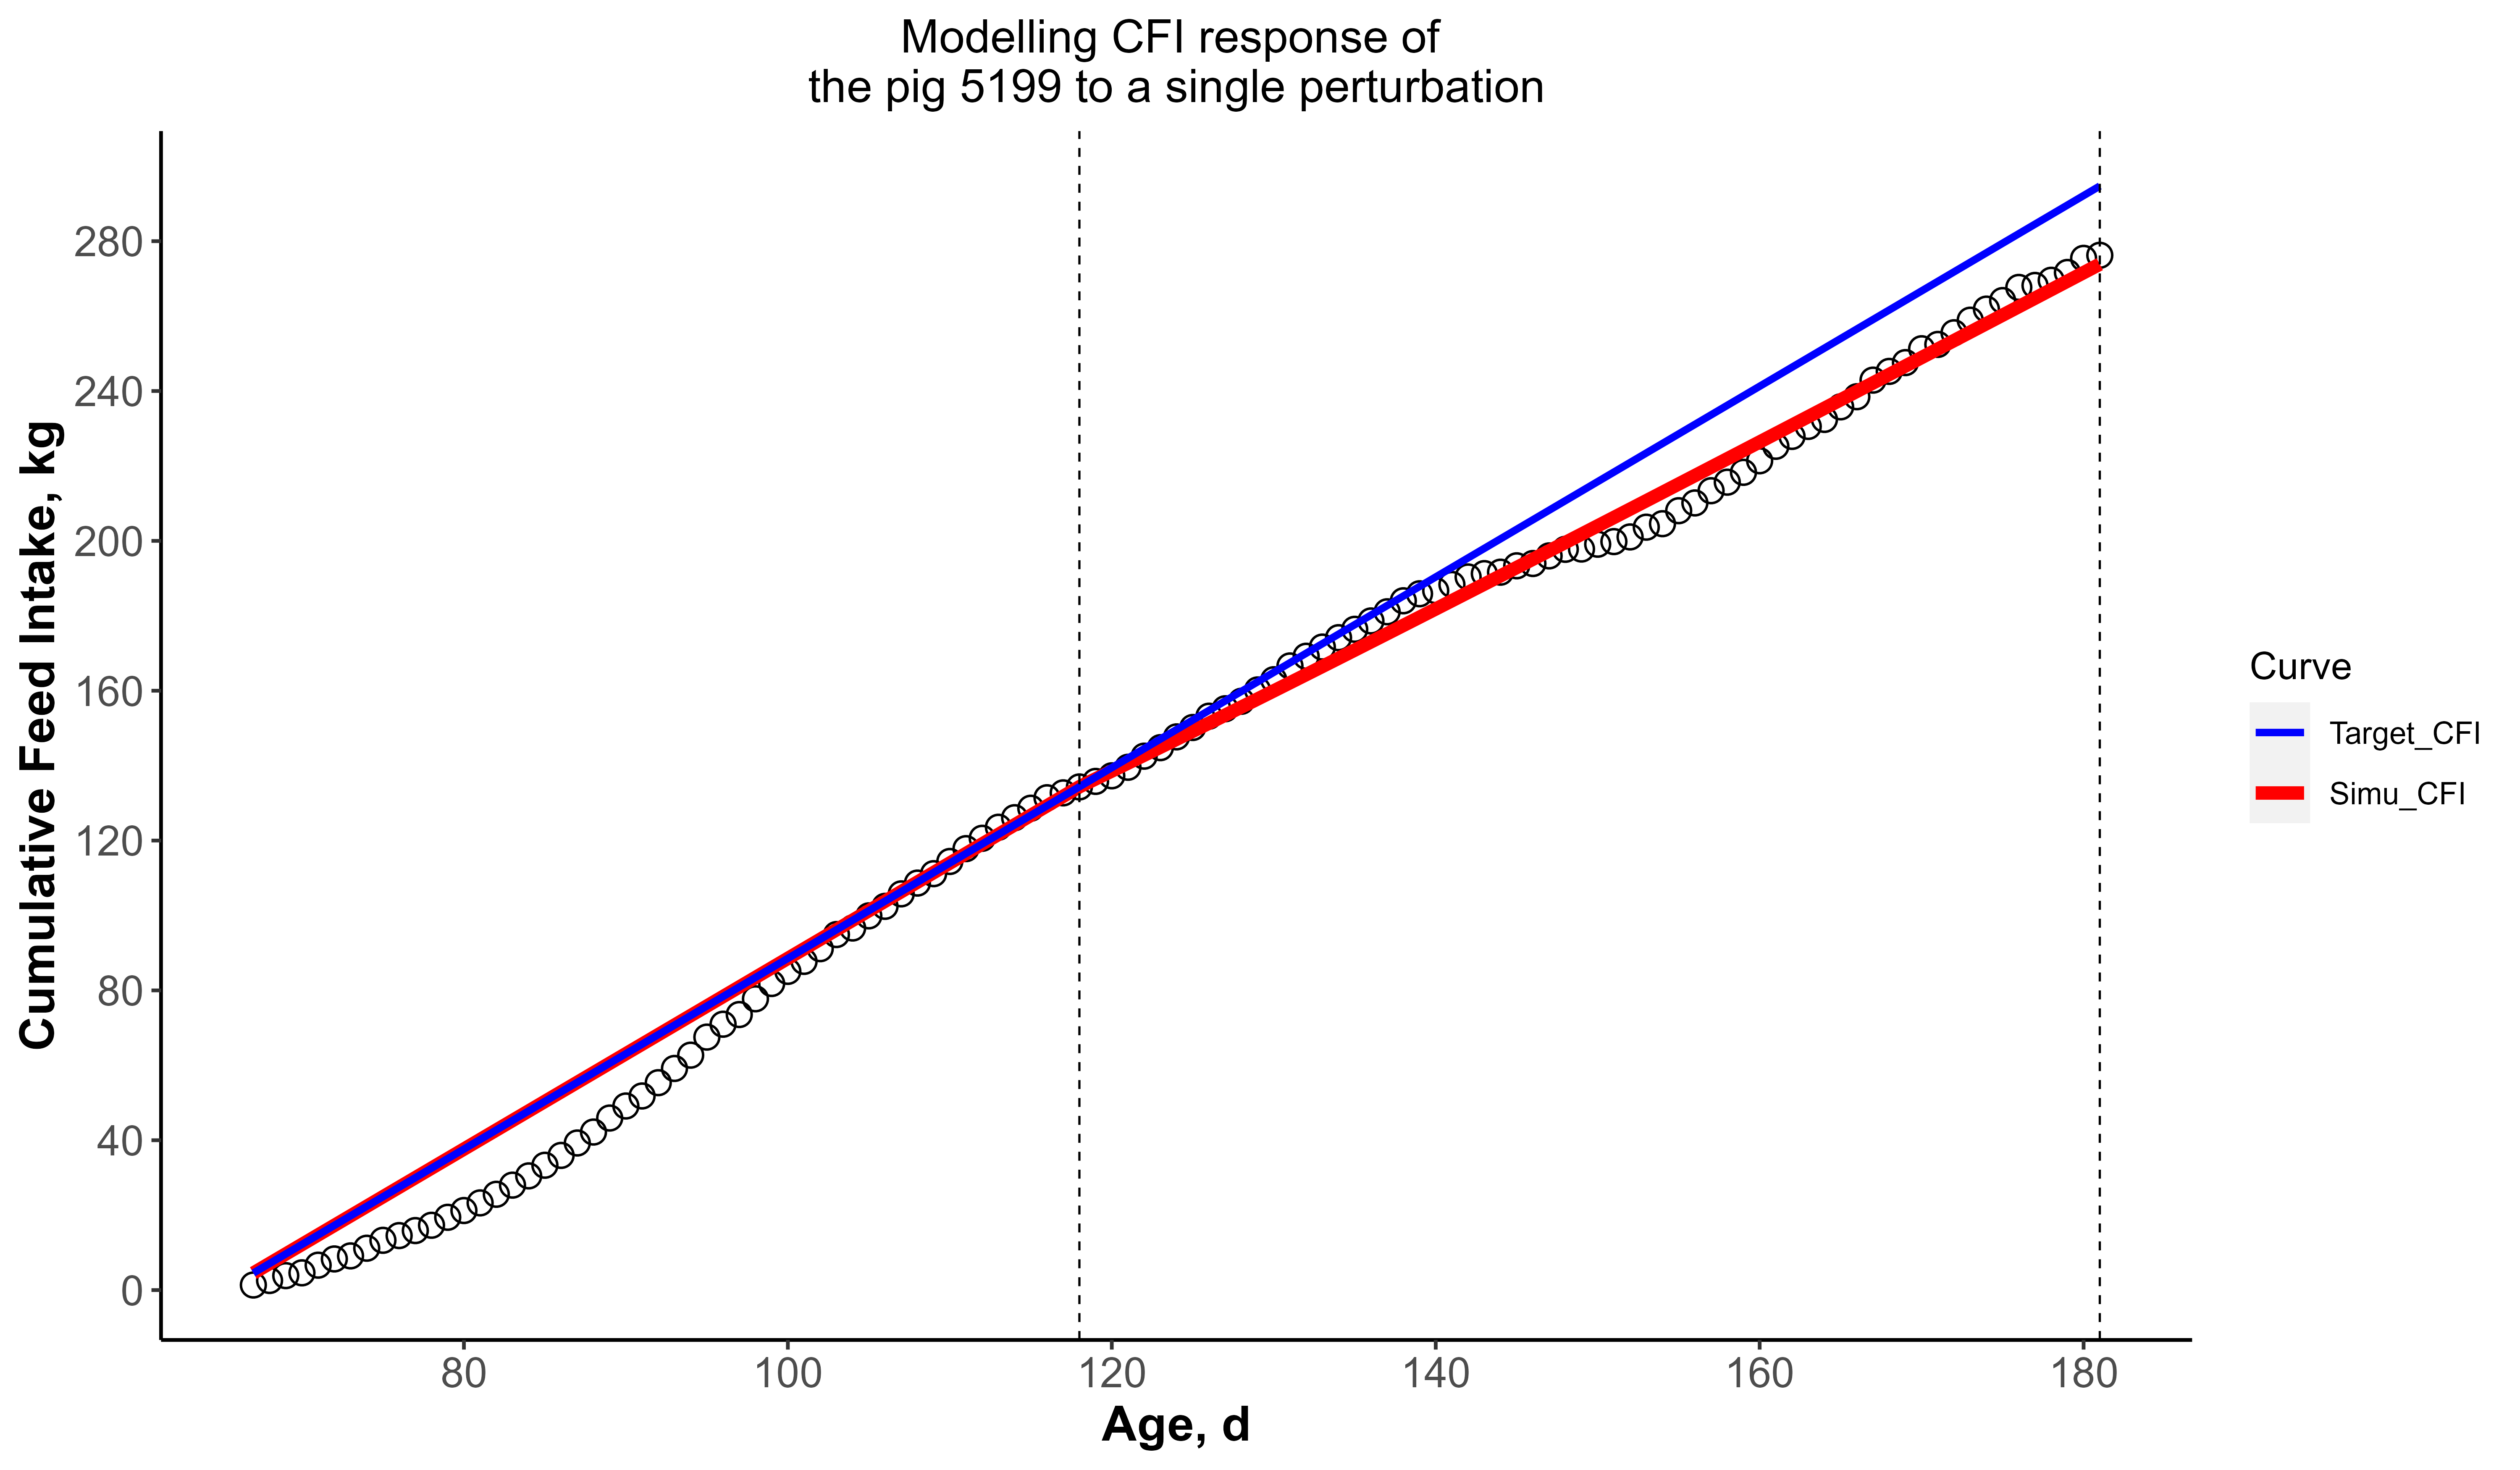 Modelling CFI response of
the pig 5199 to a single perturbation
Cumulative Feed Intake, kg
280
240
200
160
120
80
40
0
80
100
120
140
160
180
Age, d
Curve
Target_CFI
Simu_CFI